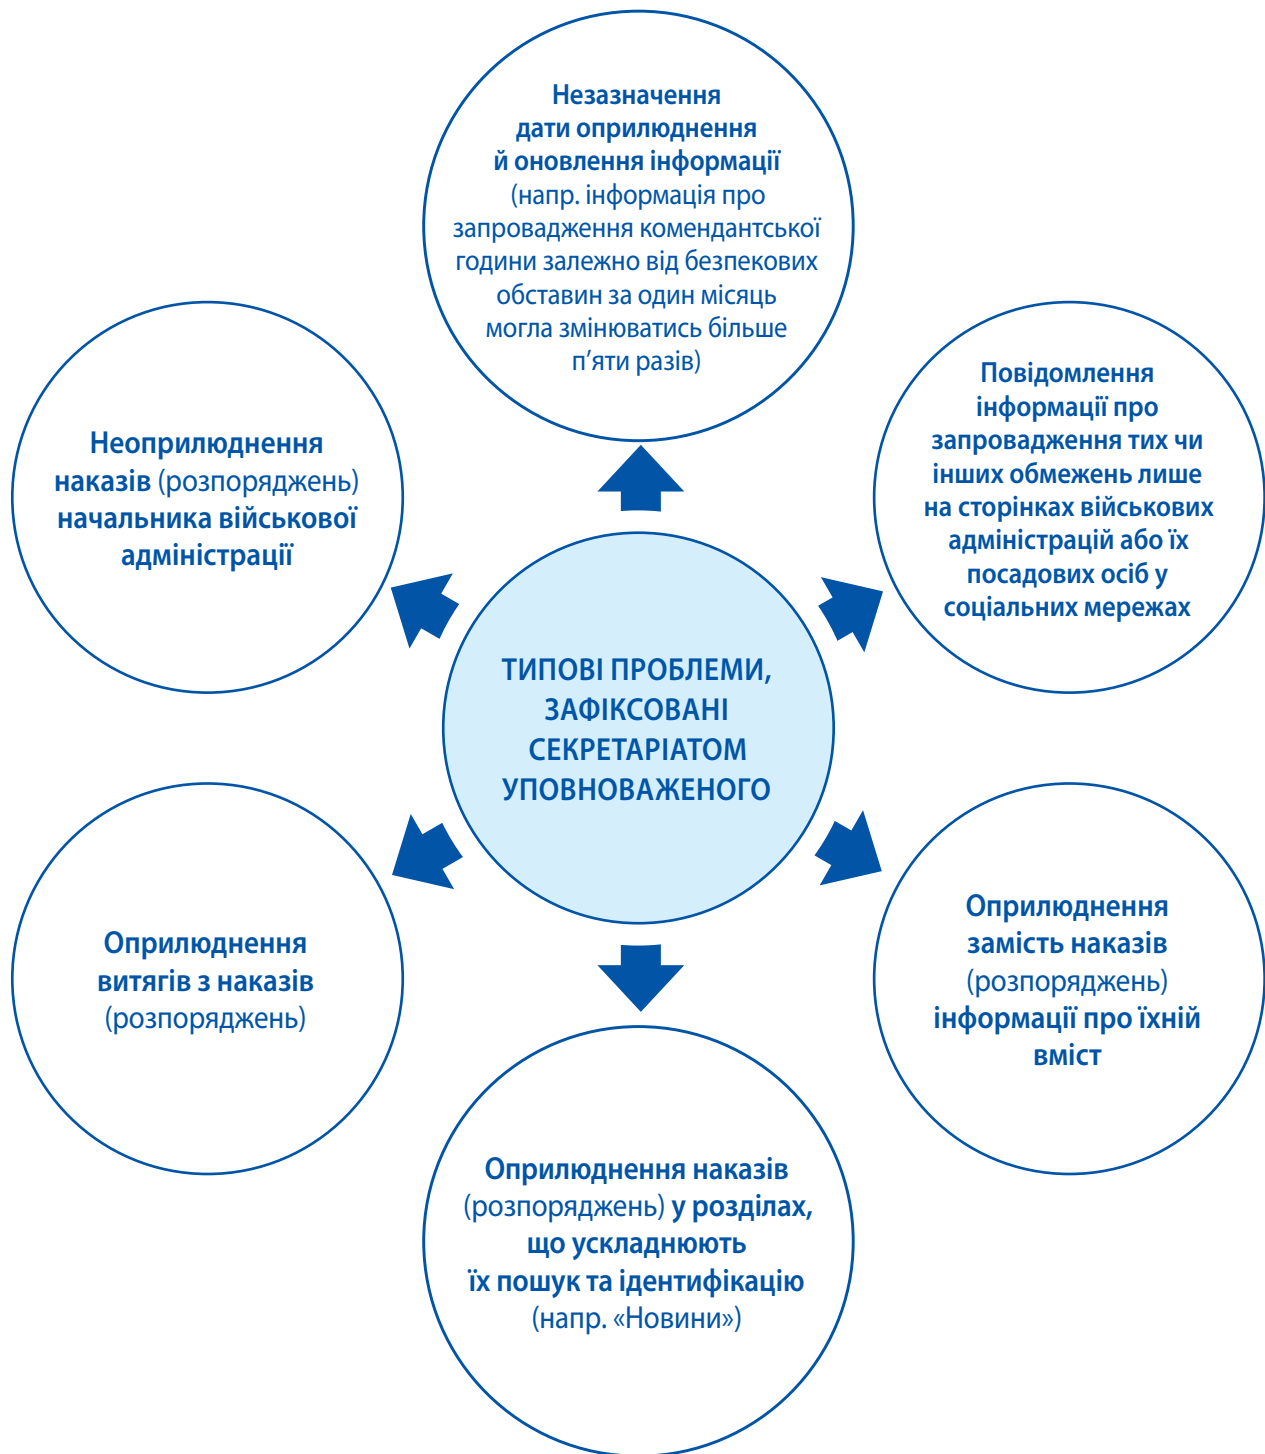 Незазначення
дати оприлюднення
й оновлення інформації
(напр. інформація про
запровадження комендантської
години залежно від безпекових
обставин за один місяць
могла змінюватись більше
п’яти разів)
Неоприлюднення
наказів (розпоряджень)
начальника військової
адміністрації
Повідомлення
інформації про
запровадження тих чи
інших обмежень лише
на сторінках військових
адміністрацій або їх
посадових осіб у
соціальних мережах
ТИПОВІ ПРОБЛЕМИ,
ЗАФІКСОВАНІ
СЕКРЕТАРІАТОМ
УПОВНОВАЖЕНОГО
Оприлюднення
витягів з наказів
(розпоряджень)
Оприлюднення
замість наказів
(розпоряджень)
інформації про їхній
вміст
Оприлюднення наказів
(розпоряджень) у розділах,
що ускладнюють
їх пошук та ідентифікацію
(напр. «Новини»)